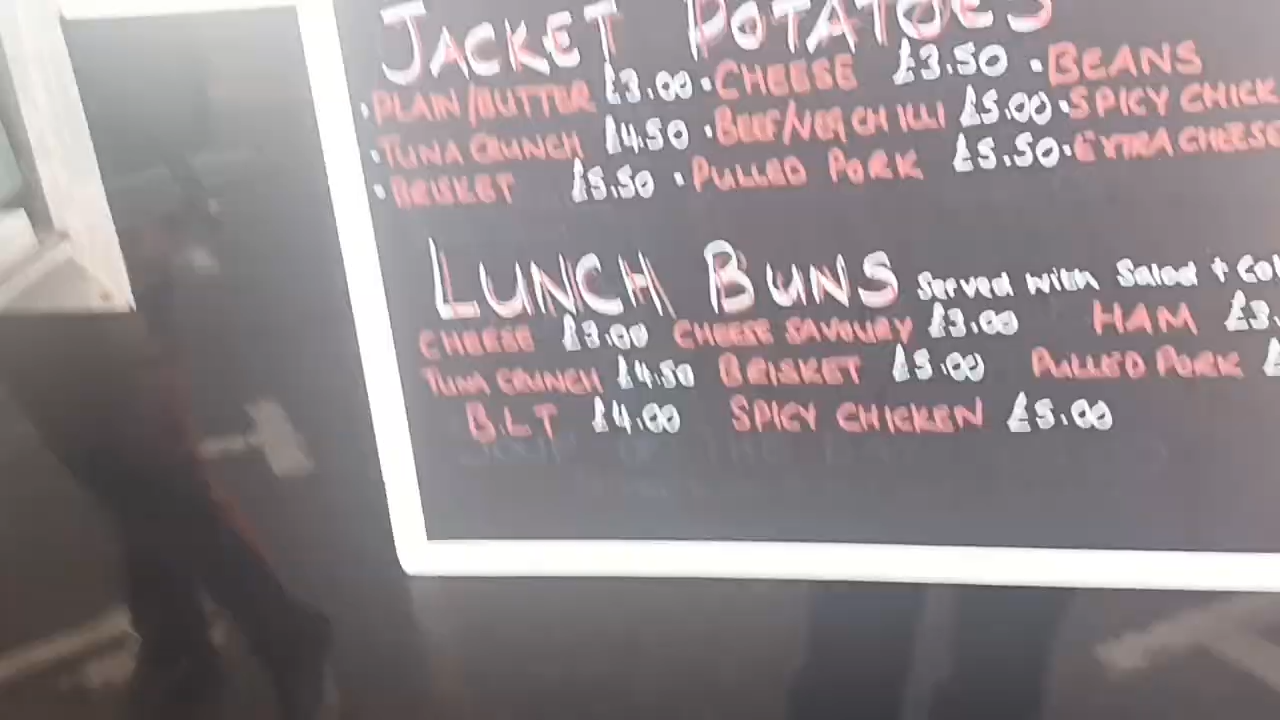 JACKET POTATOES
• PLAIN/BUTTER £3.00 • CHEESE £3.50 • BEANS
• TUNA CRUNCH £4.50 • BEEF/VEG CHILLI £5.00 • SPICY CHICK
• BRISKET £5.50 • PULLED PORK £5.50 • EXTRA CHEESE
LUNCH BUNS Served with Salad +
CHEESE £3.00 CHEESE SAVOURY £3.00 HAM £3.
TUNA CRUNCH £4.50 BRISKET £5.00 PULLED PORK £
B.L.T £4.00 SPICY CHICKEN £5.00